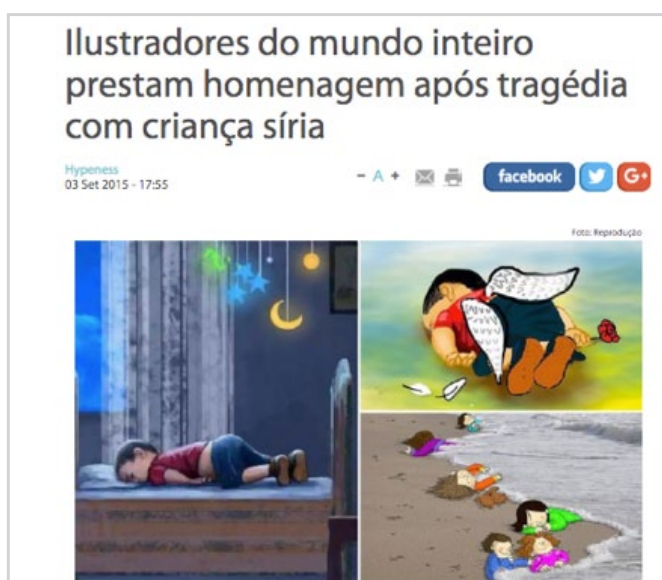 Ilustradores do mundo inteiro
prestam homenagem após tragédia
com criança síria
Hypeness
03 Set 2015 - 17:55
- A +
facebook
G+
Foto: Reprodução